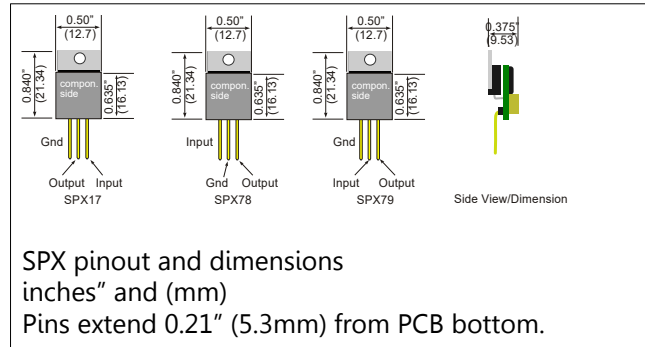 0.50"
(12.7)
0.840"
(21.34)
compon.
side
0.635"
(16.13)
Gnd
Output
Input
SPX17
0.50"
(12.7)
0.840"
(21.34)
compon.
side
0.635"
(16.13)
Input
Gnd
Output
SPX78
0.50"
(12.7)
0.840"
(21.34)
compon.
side
0.635"
(16.13)
Gnd
Input
Output
SPX79
0.375"
(9.53)
Side View/Dimension
SPX pinout and dimensions
inches” and (mm)
Pins extend 0.21” (5.3mm) from PCB bottom.